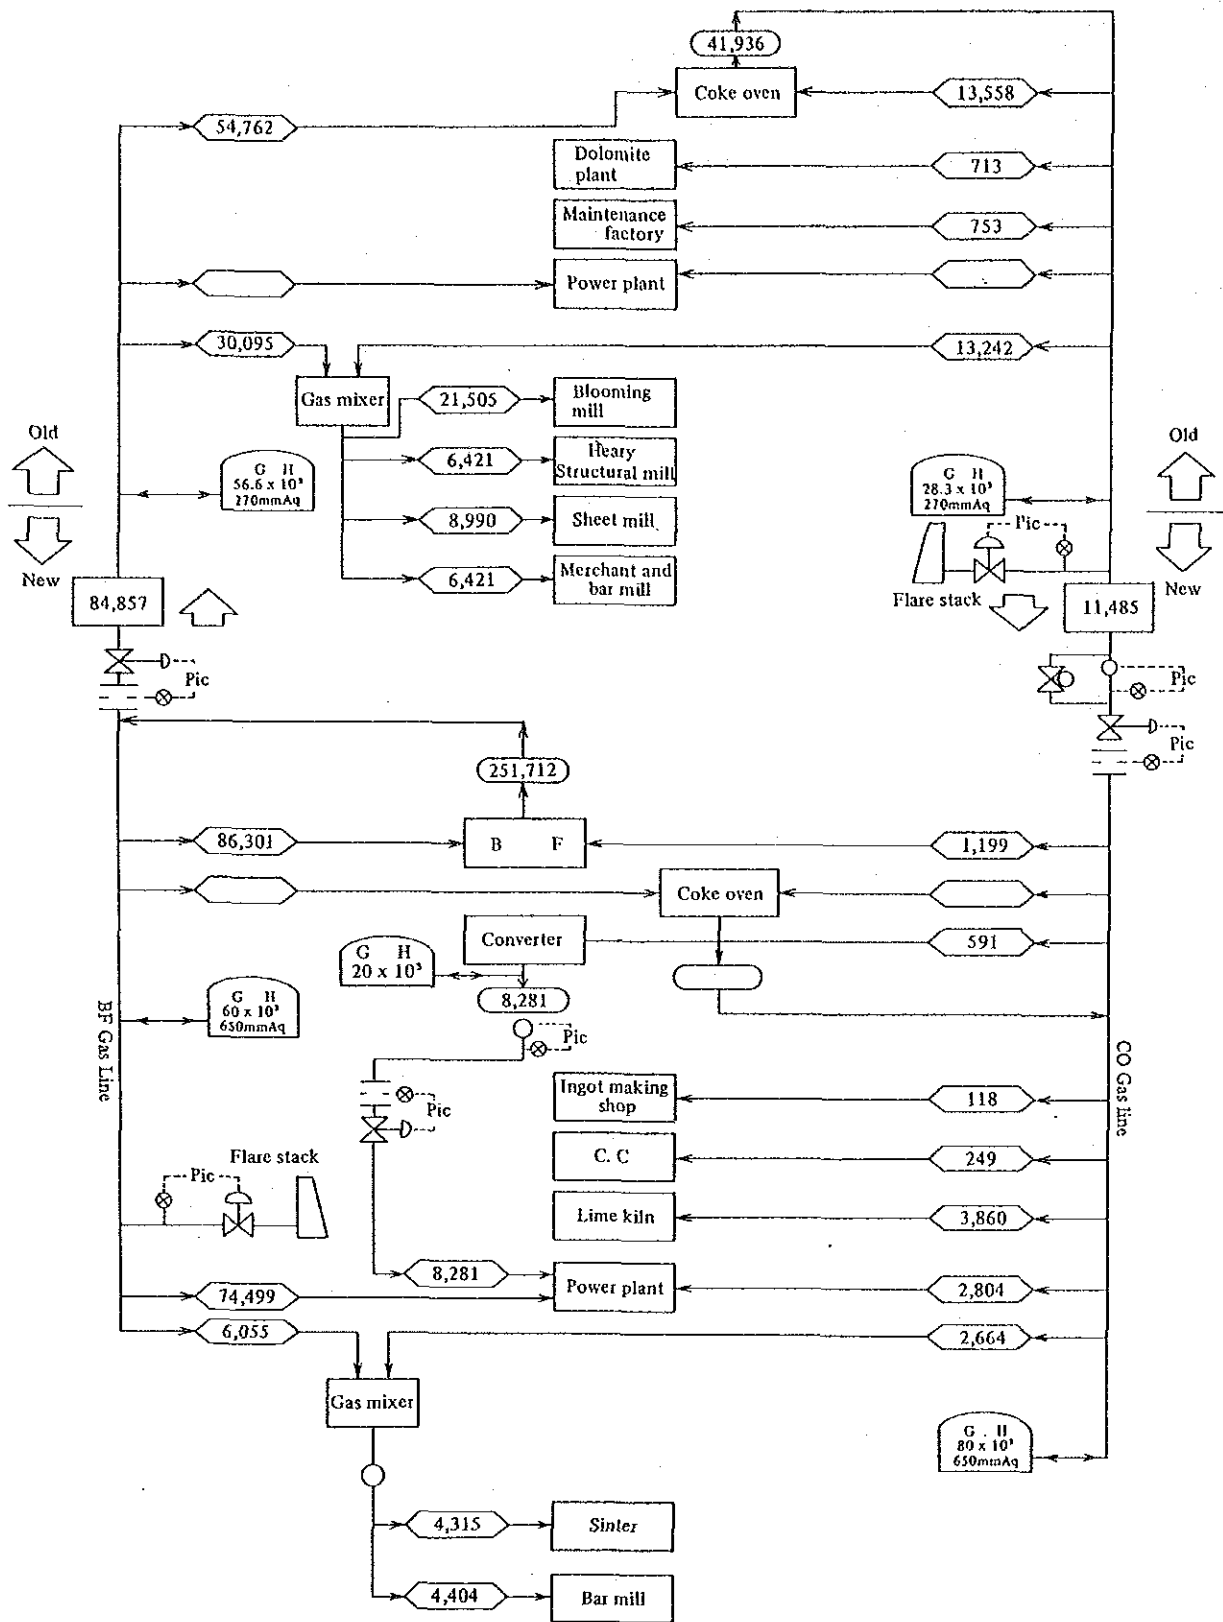 41,936
Coke oven
13,558
54,762
Dolomite
plant
713
Maintenance
factory
753
Power plant
30,095
13,242
Gas mixer
21,505
Blooming
mill
Old
G H
56.6 x 10³
270mmAq
6,421
Heary
Structural mill
G H
28.3 x 10³
270mmAq
Old
8,990
Sheet mill
Pic
New
6,421
Merchant and
bar mill
Flare stack
New
84,857
11,485
Pic
Pic
Pic
251,712
86,301
B F
1,199
Coke oven
Converter
591
G H
20 x 10³
8,281
G H
60 x 10³
650mmAq
BF Gas Line
Pic
CO Gas line
Ingot making
shop
118
Pic
C. C
249
Flare stack
Pic
Lime kiln
3,860
8,281
Power plant
2,804
74,499
6,055
2,664
Gas mixer
G . H
80 x 10³
650mmAq
4,315
Sinter
4,404
Bar mill